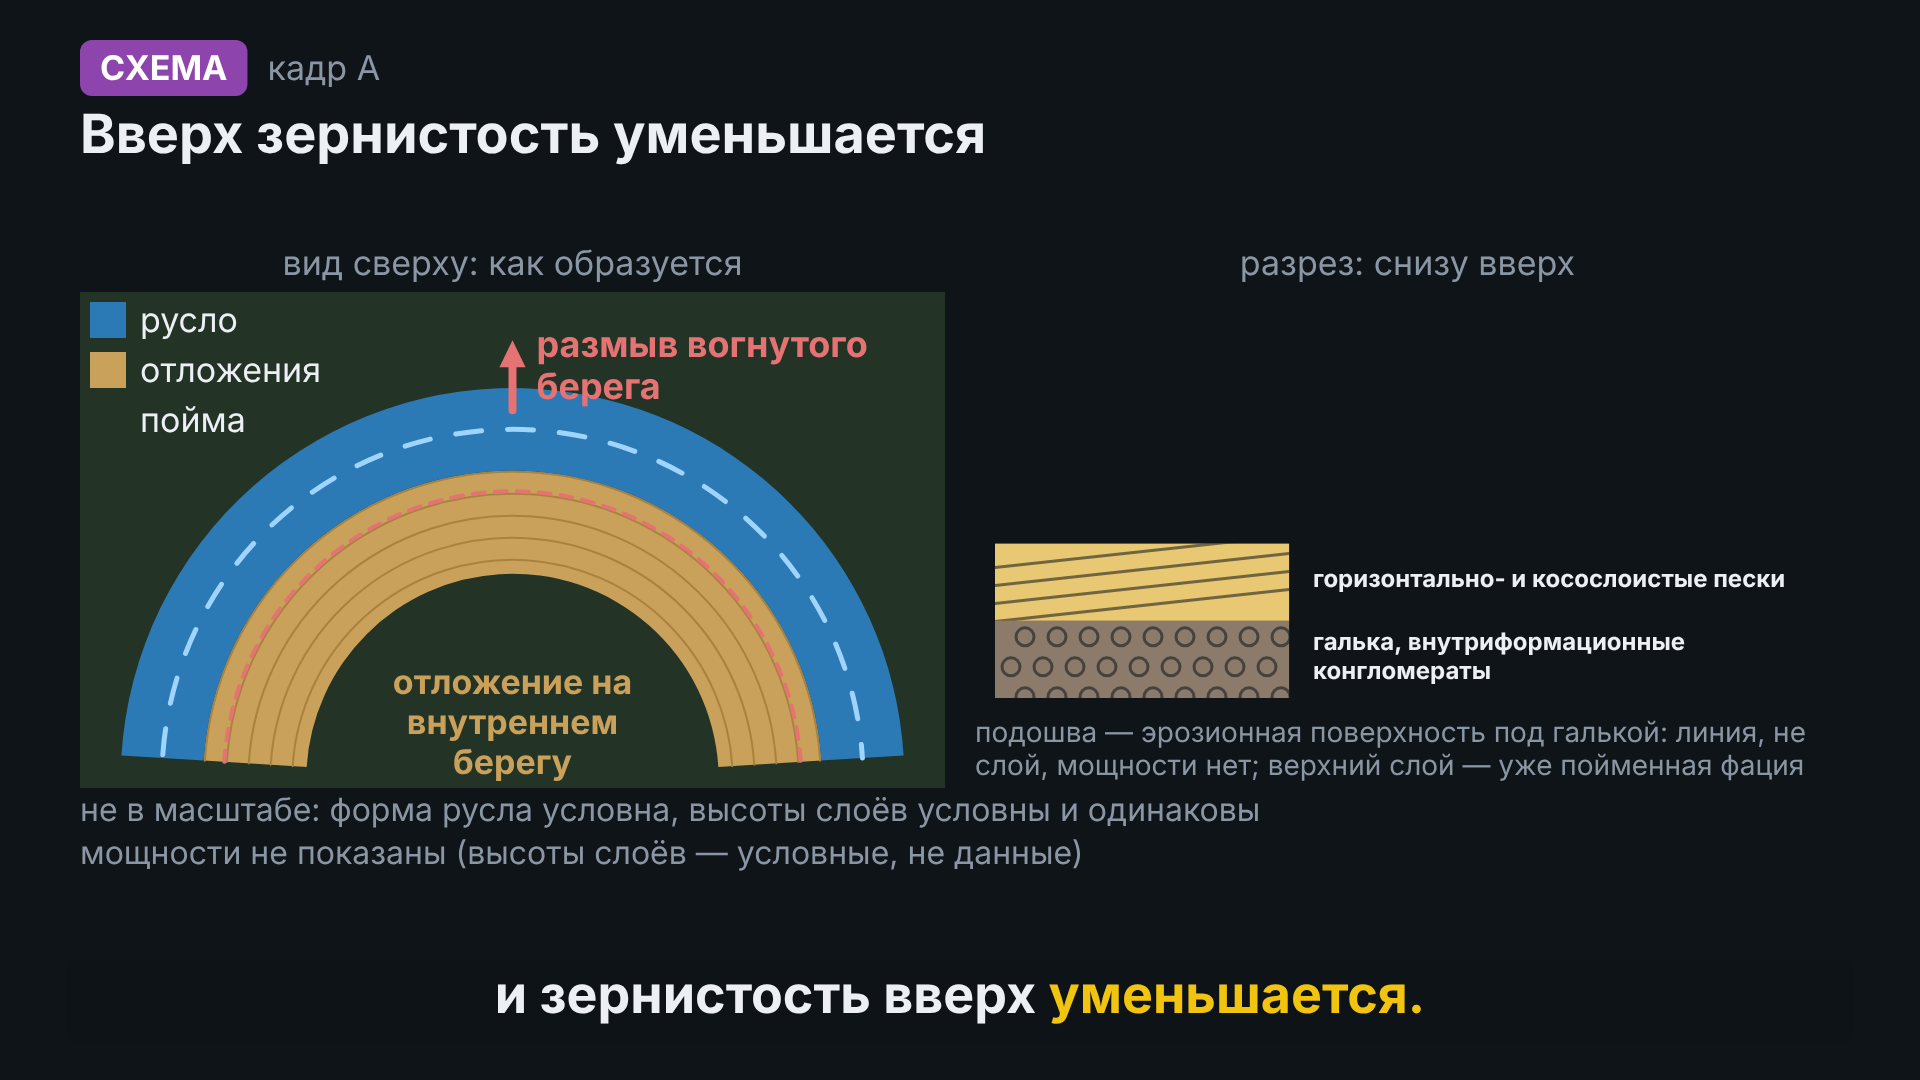 СХЕМА кадр А
Вверх зернистость уменьшается
вид сверху: как образуется
разрез: снизу вверх
русло
отложения
пойма
размыв вогнутого
берега
отложение на
внутреннем
берегу
горизонтально- и косослоистые пески
галька, внутриформационные
конгломераты
подошва — эрозионная поверхность под галькой: линия, не
слой, мощности нет; верхний слой — уже пойменная фация
не в масштабе: форма русла условна, высоты слоёв условны и одинаковы
мощности не показаны (высоты слоёв — условные, не данные)
и зернистость вверх уменьшается.